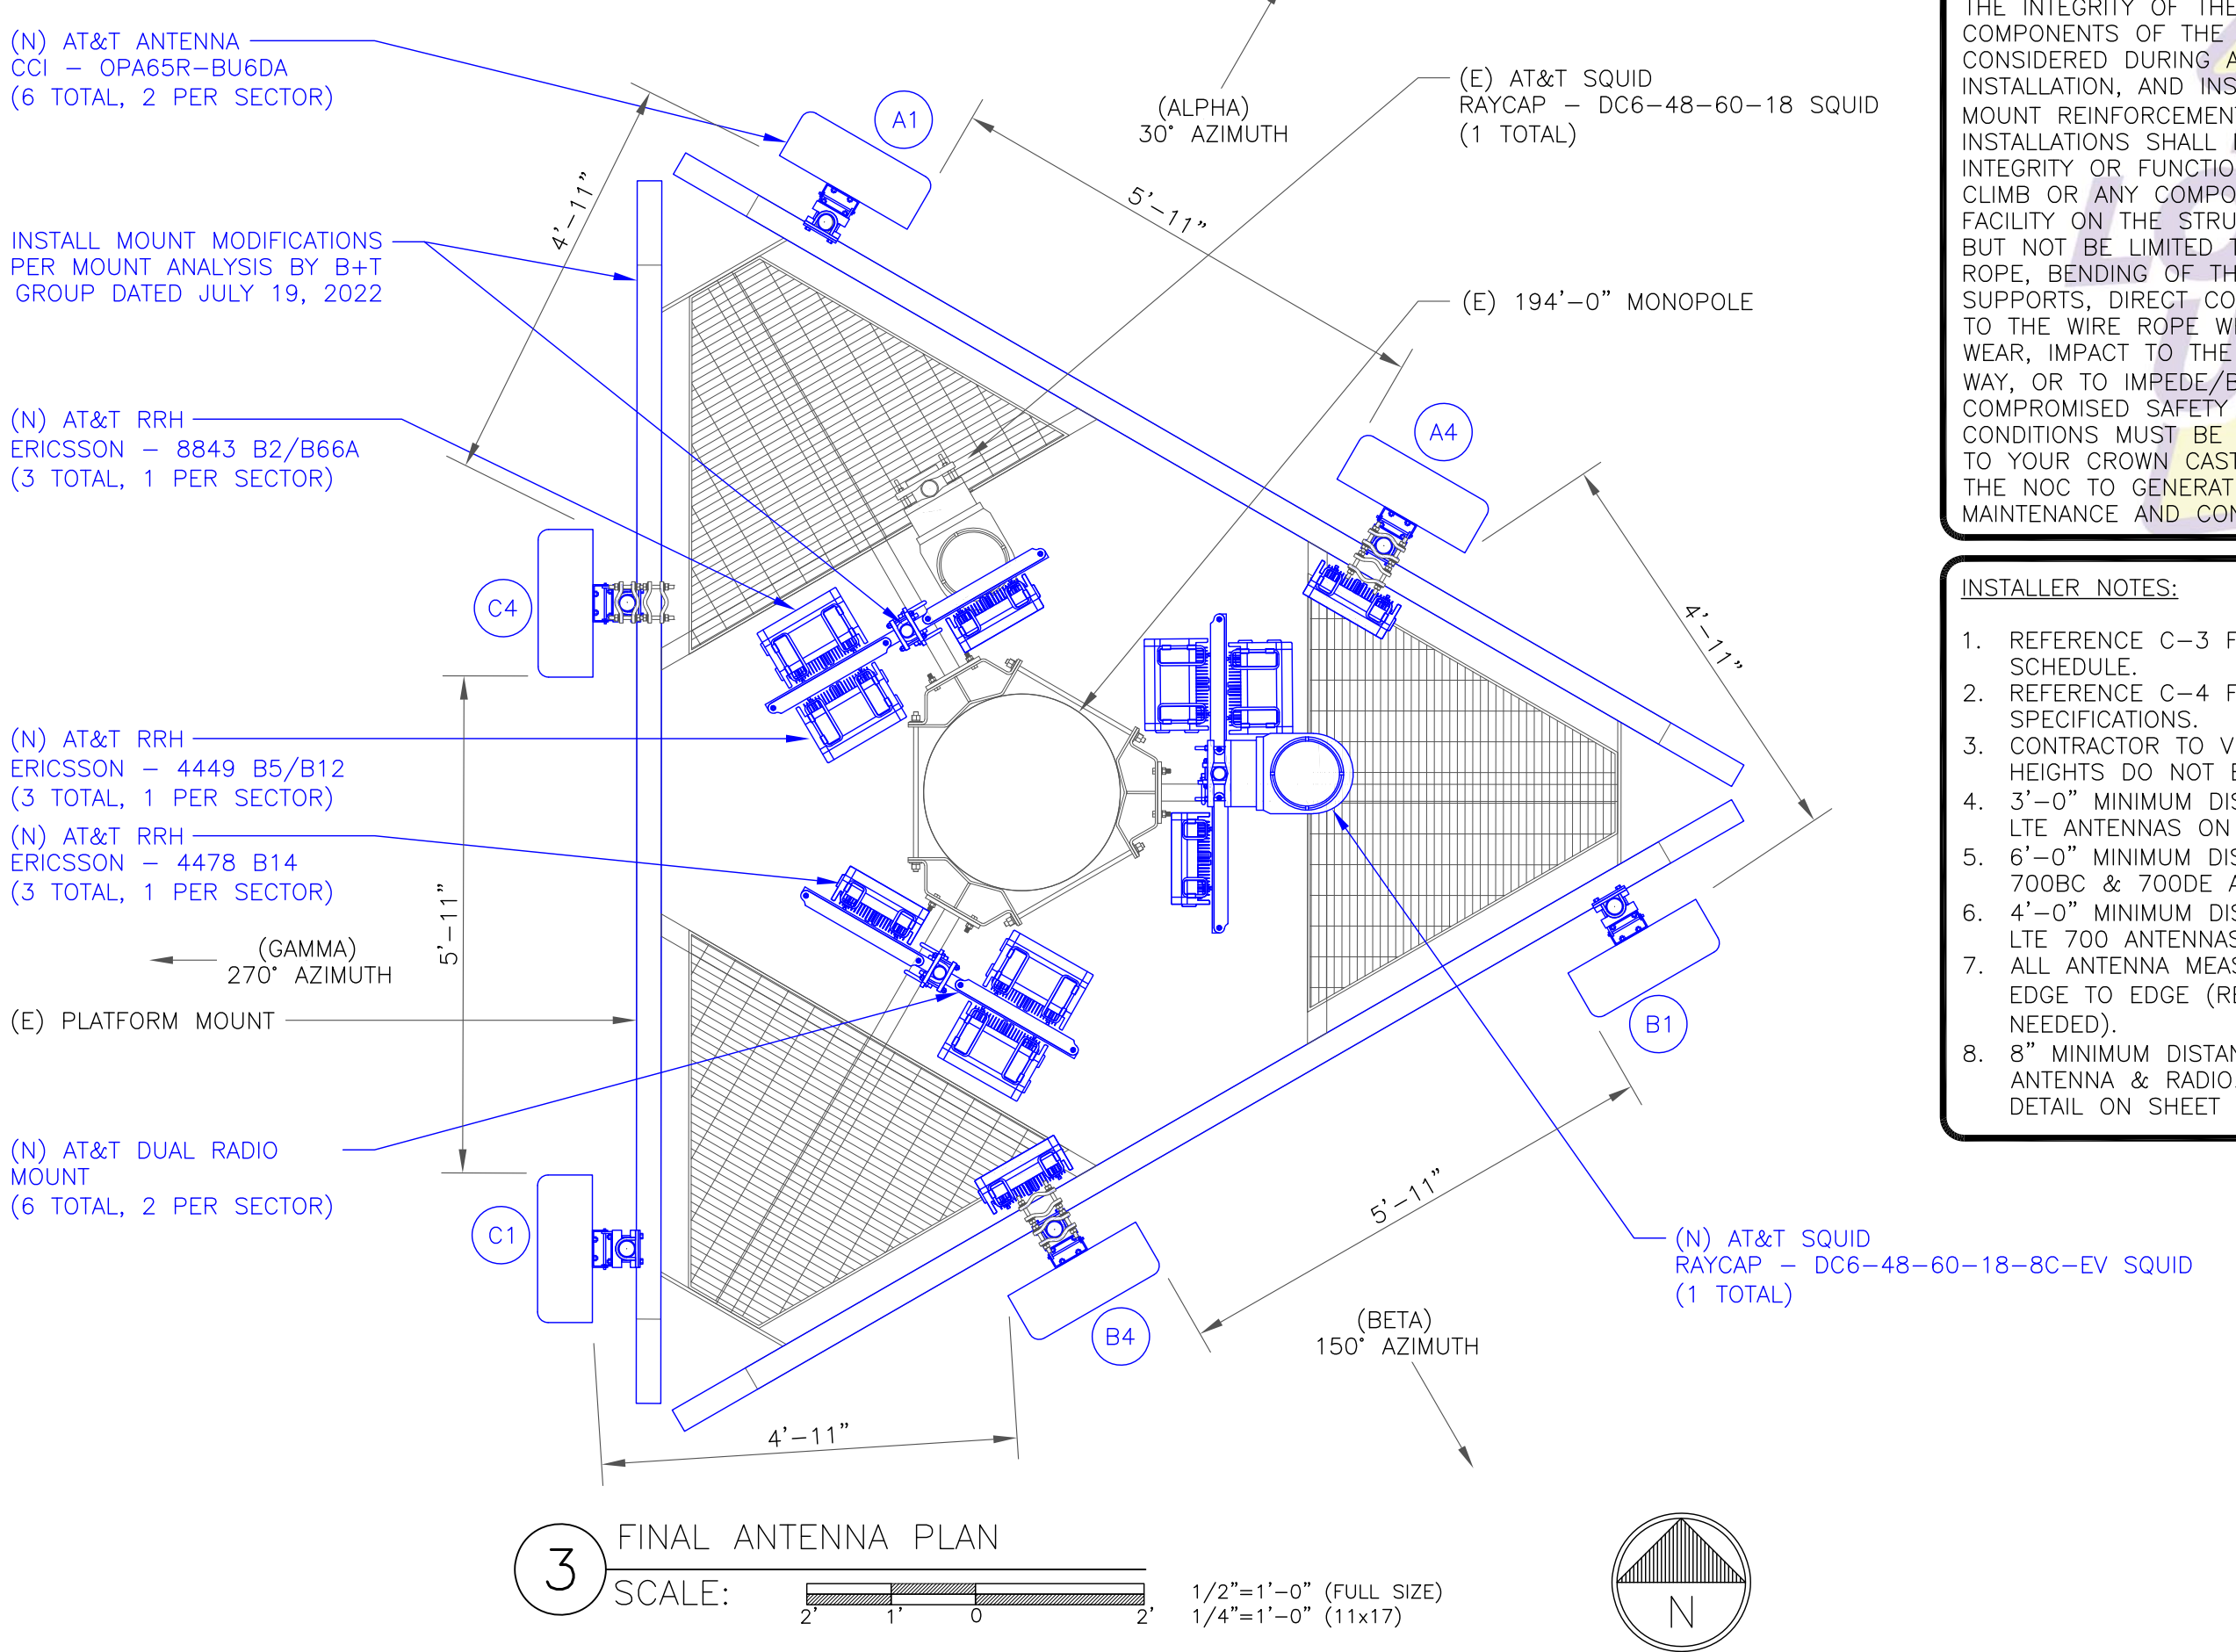 (N) AT&T ANTENNA
CCI – OPA65R–BU6DA
(6 TOTAL, 2 PER SECTOR)
INSTALL MOUNT MODIFICATIONS
PER MOUNT ANALYSIS BY B+T
GROUP DATED JULY 19, 2022
(N) AT&T RRH
ERICSSON – 8843 B2/B66A
(3 TOTAL, 1 PER SECTOR)
(N) AT&T RRH
ERICSSON – 4449 B5/B12
(3 TOTAL, 1 PER SECTOR)
(N) AT&T RRH
ERICSSON – 4478 B14
(3 TOTAL, 1 PER SECTOR)
(GAMMA)
270° AZIMUTH
(E) PLATFORM MOUNT
(N) AT&T DUAL RADIO
MOUNT
(6 TOTAL, 2 PER SECTOR)
4'–11"
5'–11"
A1
C4
C1
(ALPHA)
30° AZIMUTH
5'–11"
(E) AT&T SQUID
RAYCAP – DC6–48–60–18 SQUID
(1 TOTAL)
(E) 194'–0" MONOPOLE
A4
4'–11"
B1
5'–11"
B4
4'–11"
(BETA)
150° AZIMUTH
(N) AT&T SQUID
RAYCAP – DC6–48–60–18–8C–EV SQUID
(1 TOTAL)
THE INTEGRITY OF THE
COMPONENTS OF THE
CONSIDERED DURING
INSTALLATION, AND
MOUNT
INSTALLATIONS SHALL
INTEGRITY OR
CLIMB OR ANY
FACILITY ON THE
BUT NOT BE LIMITED
ROPE, BENDING OF
SUPPORTS, DIRECT
TO THE WIRE ROPE
WEAR, IMPACT TO THE
WAY, OR TO
COMPROMISED SAFETY
CONDITIONS MUST BE
TO YOUR CROWN
THE NOC TO
MAINTENANCE AND
INSTALLER NOTES:
1. REFERENCE C–3
SCHEDULE.
2. REFERENCE C–4
SPECIFICATIONS.
3. CONTRACTOR TO
HEIGHTS DO NOT
4. 3'–0" MINIMUM
LTE ANTENNAS ON
5. 6'–0" MINIMUM
700BC & 700DE
6. 4'–0" MINIMUM
LTE 700 ANTENNAS
7. ALL ANTENNA
EDGE TO EDGE
NEEDED).
8. 8" MINIMUM
ANTENNA & RADIO.
DETAIL ON SHEET
3
FINAL ANTENNA PLAN
SCALE:
2' 1' 0 2'
1/2"=1'–0" (FULL SIZE)
1/4"=1'–0" (11x17)
N